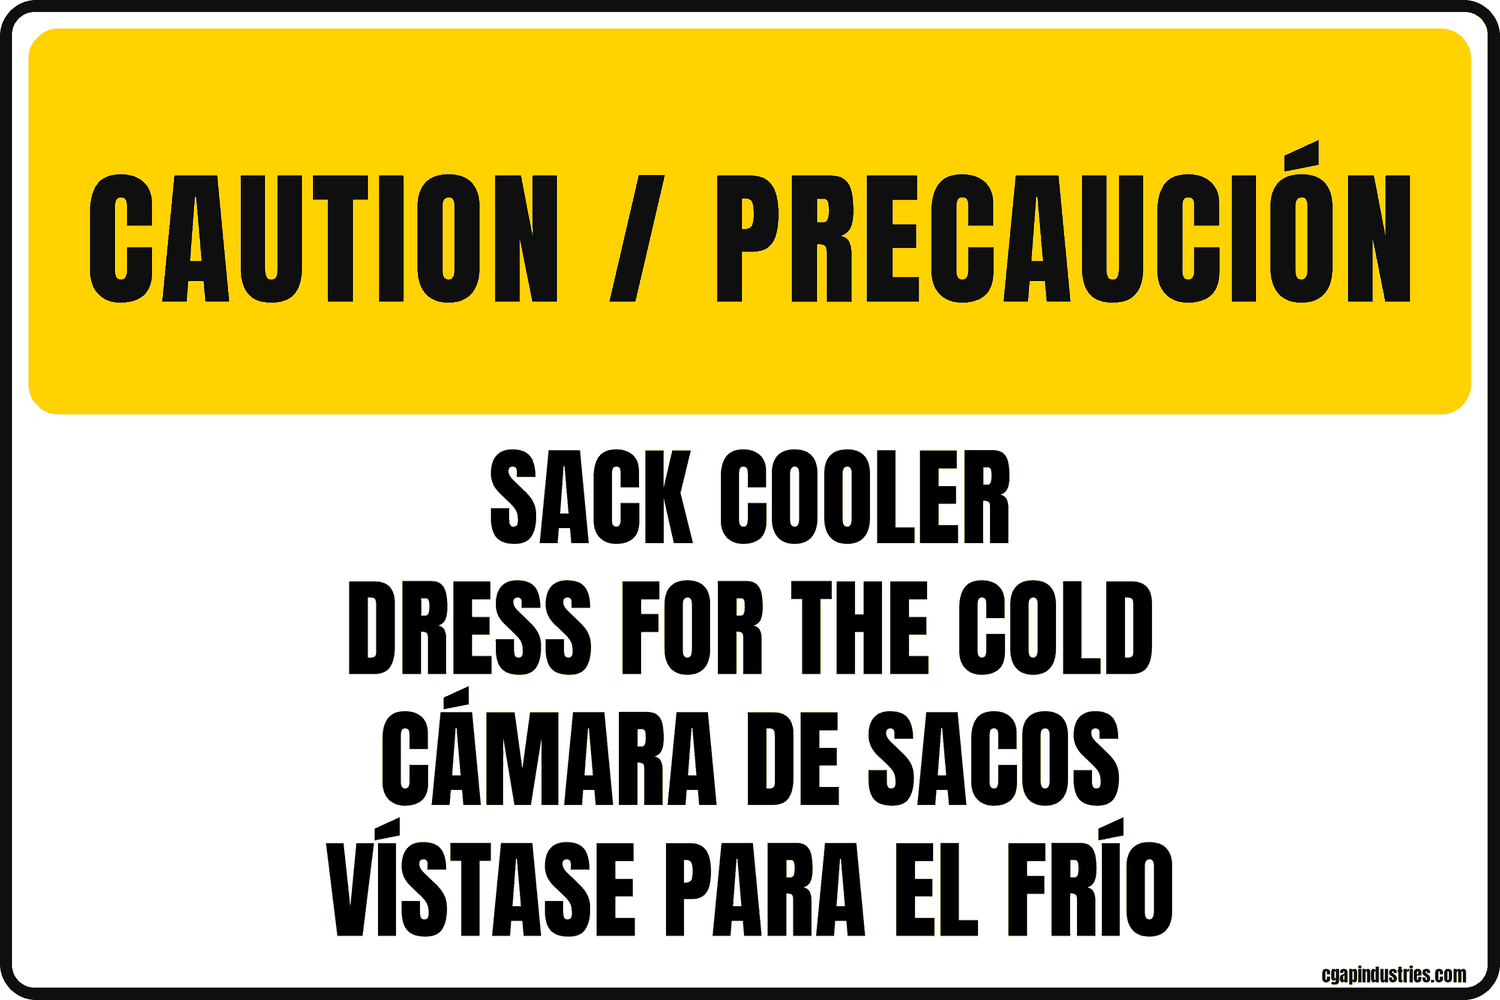 CAUTION / PRECAUCIÓN
SACK COOLER
DRESS FOR THE COLD
CÁMARA DE SACOS
VÍSTASE PARA EL FRÍO
cgapindustries.com